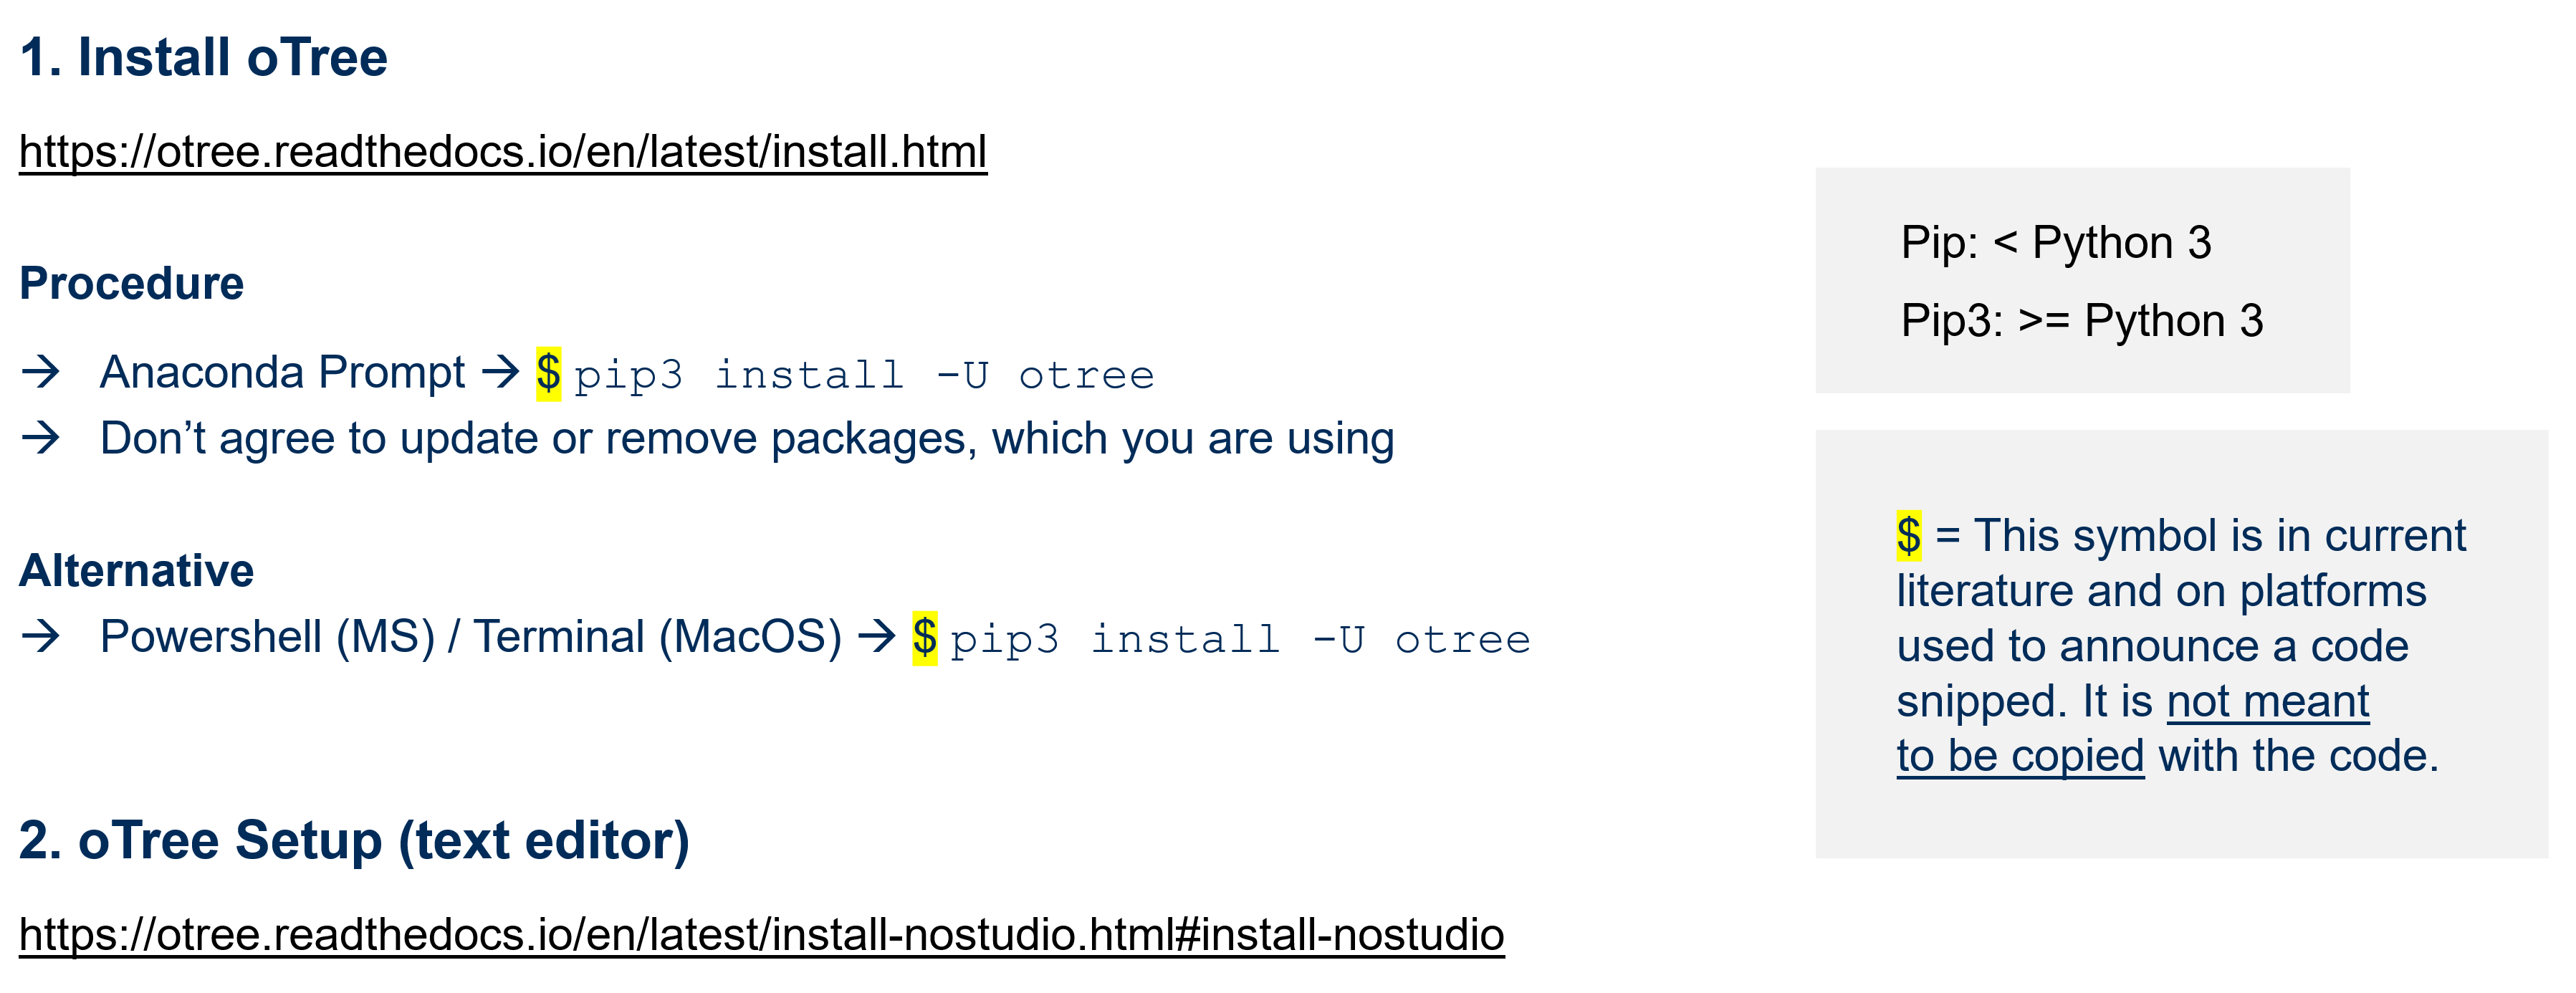 1. Install oTree
https://otree.readthedocs.io/en/latest/install.html
Procedure
→ Anaconda Prompt → $ pip3 install -U otree
→ Don’t agree to update or remove packages, which you are using
Alternative
→ Powershell (MS) / Terminal (MacOS) → $ pip3 install -U otree
2. oTree Setup (text editor)
https://otree.readthedocs.io/en/latest/install-nostudio.html#install-nostudio
Pip: < Python 3
Pip3: >= Python 3
$ = This symbol is in current
literature and on platforms
used to announce a code
snipped. It is not meant
to be copied with the code.